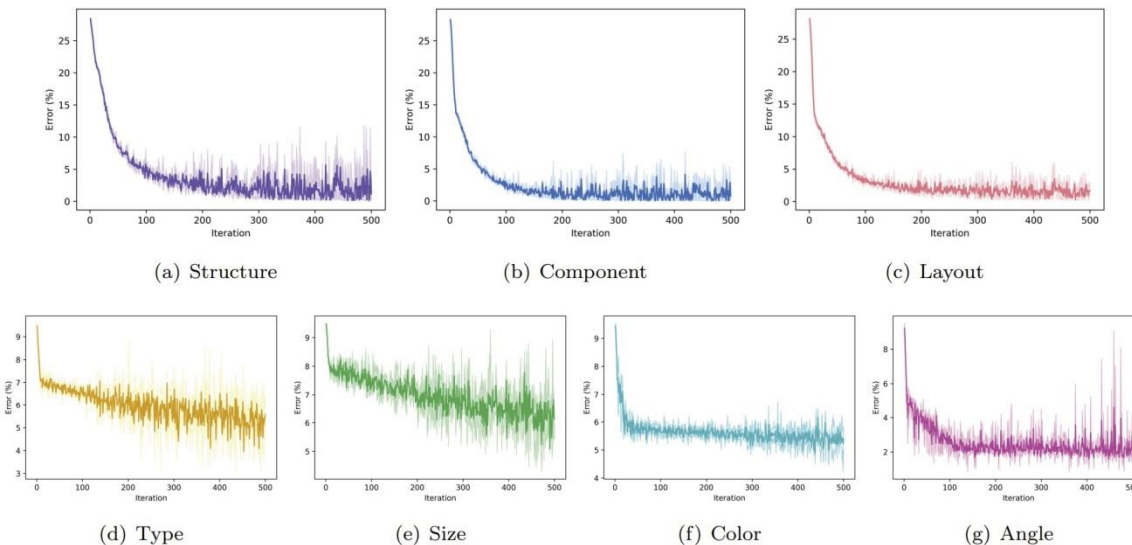 25
20
15
10
5
0
Error (%)
0 100 200 300 400 500
Iteration
(a) Structure
25
20
15
10
5
0
Error (%)
0 100 200 300 400 500
Iteration
(b) Component
25
20
15
10
5
0
Error (%)
0 100 200 300 400 500
Iteration
(c) Layout
9
8
7
6
5
4
3
Error (%)
0 100 200 300 400 500
Iteration
(d) Type
9
8
7
6
5
Error (%)
0 100 200 300 400 500
Iteration
(e) Size
9
8
7
6
5
4
Error (%)
0 100 200 300 400 500
Iteration
(f) Color
8
6
4
2
Error (%)
0 100 200 300 400 500
Iteration
(g) Angle